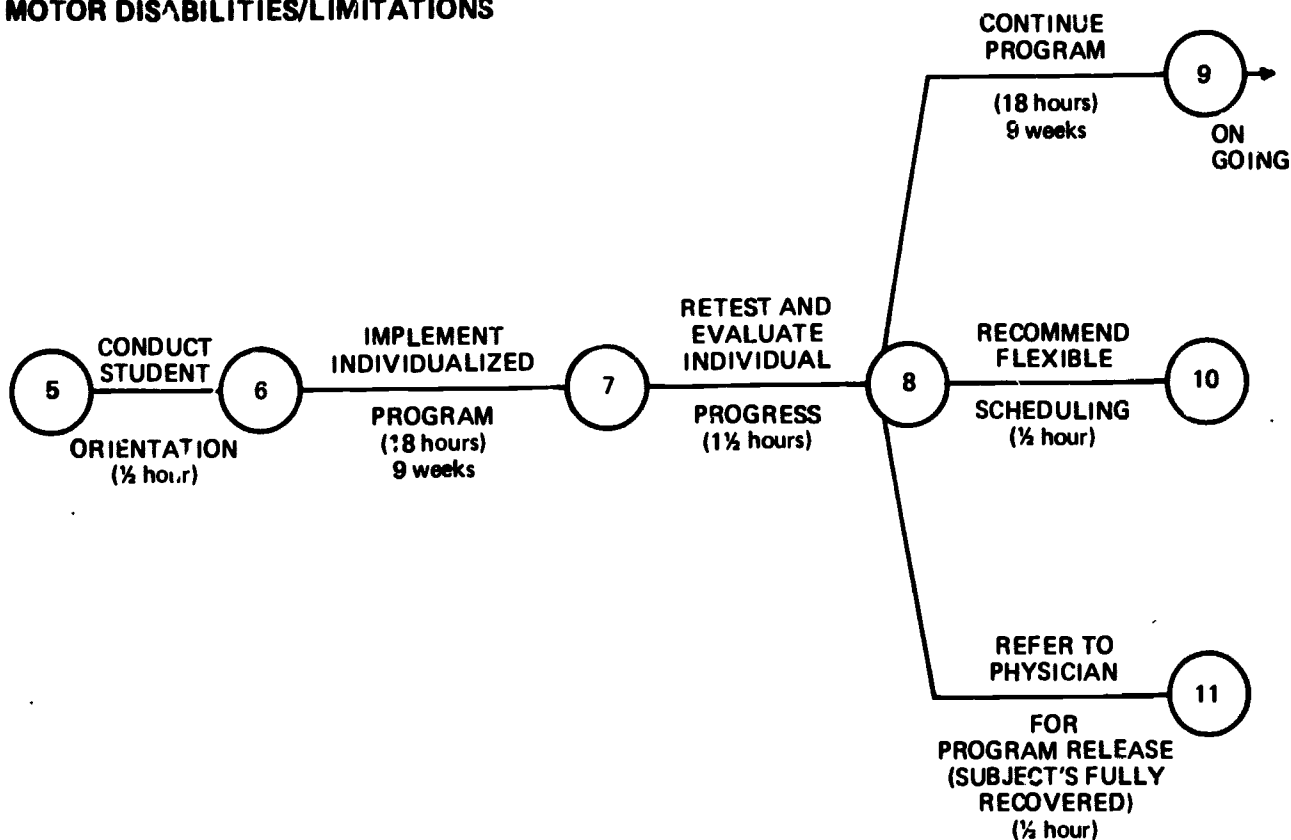 MOTOR DISABILITIES/LIMITATIONS
CONTINUE
PROGRAM
9
(18 hours)
9 weeks
ON
GOING
5
CONDUCT
STUDENT
ORIENTATION
(½ hour)
6
IMPLEMENT
INDIVIDUALIZED
PROGRAM
(18 hours)
9 weeks
7
RETEST AND
EVALUATE
INDIVIDUAL
PROGRESS
(1½ hours)
8
RECOMMEND
FLEXIBLE
SCHEDULING
(½ hour)
10
REFER TO
PHYSICIAN
11
FOR
PROGRAM RELEASE
(SUBJECT'S FULLY
RECOVERED)
(½ hour)